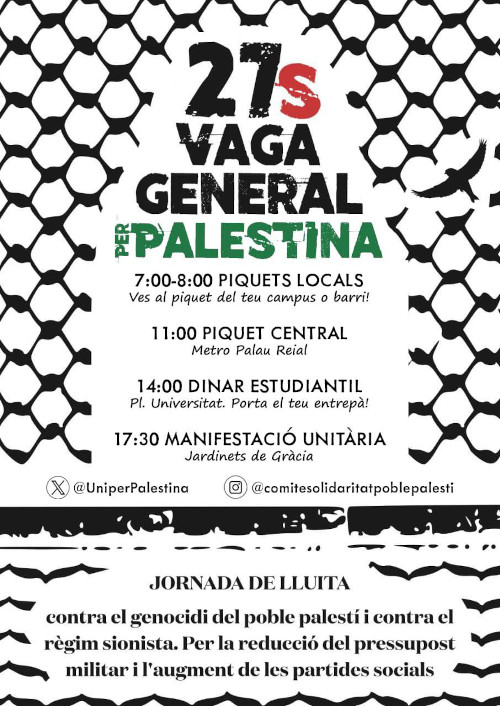 27s
VAGA
GENERAL
PER PALESTINA
7:00-8:00 PIQUETS LOCALS
Ves al piquet del teu campus o barri!
11:00 PIQUET CENTRAL
Metro Palau Reial
14:00 DINAR ESTUDIANTIL
Pl. Universitat. Porta el teu entrepà!
17:30 MANIFESTACIÓ UNITÀRIA
Jardinets de Gràcia
@UniperPalestina @comitesolidaritatpoblepalesti
JORNADA DE LLUITA
contra el genocidi del poble palestí i contra el
règim sionista. Per la reducció del pressupost
militar i l'augment de les partides socials